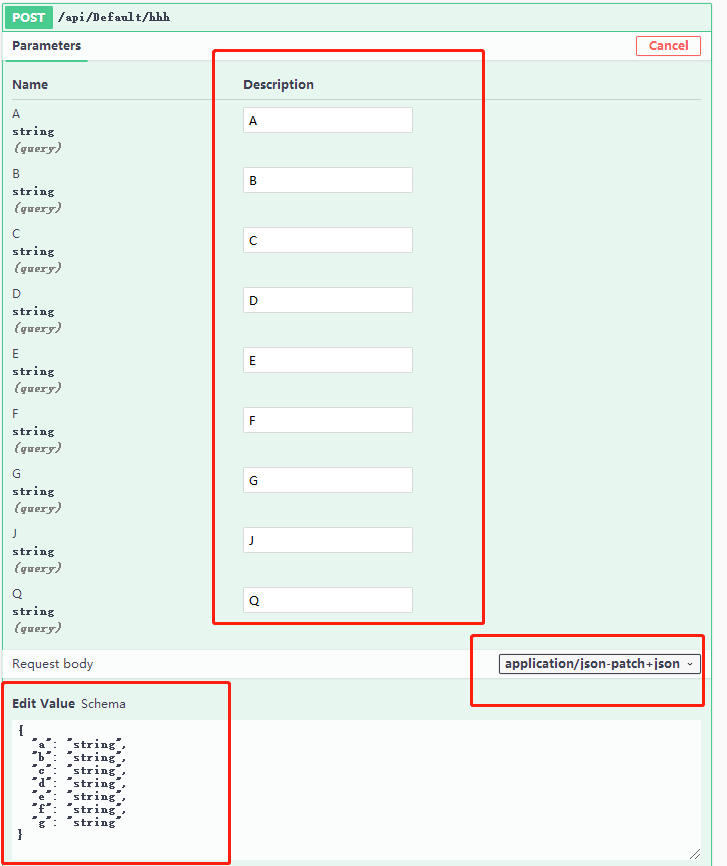 POST /api/Default/hhh
Parameters Cancel
Name Description
A
string
(query)
A
B
string
(query)
B
C
string
(query)
C
D
string
(query)
D
E
string
(query)
E
F
string
(query)
F
G
string
(query)
G
J
string
(query)
J
Q
string
(query)
Q
Request body application/json-patch+json
Edit Value Schema
{
"a": "string",
"b": "string",
"c": "string",
"d": "string",
"e": "string",
"f": "string",
"g": "string"
}